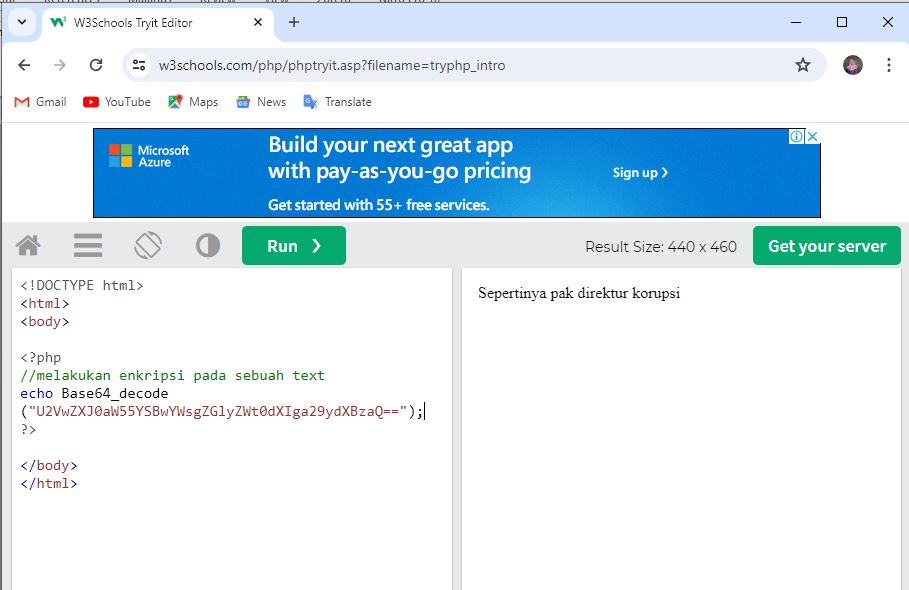 W3Schools Tryit Editor
w3schools.com/php/phptryit.asp?filename=tryphp_intro
Gmail YouTube Maps News Translate
Microsoft
Azure
Build your next great app
with pay-as-you-go pricing
Get started with 55+ free services.
Sign up ❯
Run ❯
Result Size: 440 x 460
Get your server
<!DOCTYPE html>
<html>
<body>
<?php
//melakukan enkripsi pada sebuah text
echo Base64_decode
("U2VwZXJ0aW55YSBwYWsgZGlyZWt0dXIga29ydXBzaQ==");
?>
</body>
</html>
Sepertinya pak direktur korupsi